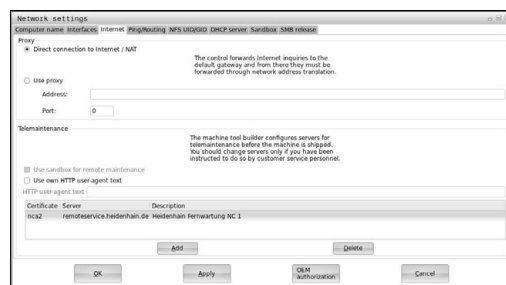 Network settings
Computer name Interfaces Internet Ping/Routing NFS UID/GID DHCP server Sandbox SMB release
Proxy
Direct connection to Internet / NAT
The control forwards Internet inquiries to the
default gateway and from there they must be
forwarded through network address translation.
Use proxy
Address:
Port: 0
Telemaintenance
The machine tool builder configures servers for
telemaintenance before the machine is shipped.
You should change servers only if you have been
instructed to do so by customer service personnel.
Use sandbox for remote maintenance
Use own HTTP user-agent text
HTTP user-agent text
Certificate Server Description
nca2 remoteservice.heidenhain.de Heidenhain Fernwartung NC 1
Add Delete
OK Apply OEM authorization Cancel